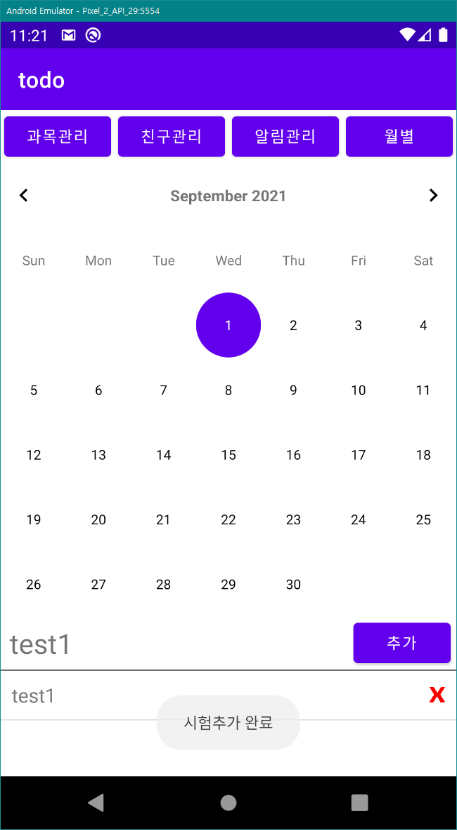 Android Emulator - Pixel_2_API_29:5554
11:21
todo
과목관리 친구관리 알림관리 월별
September 2021
Sun Mon Tue Wed Thu Fri Sat
1 2 3 4
5 6 7 8 9 10 11
12 13 14 15 16 17 18
19 20 21 22 23 24 25
26 27 28 29 30
test1 추가
test1 X
시험추가 완료